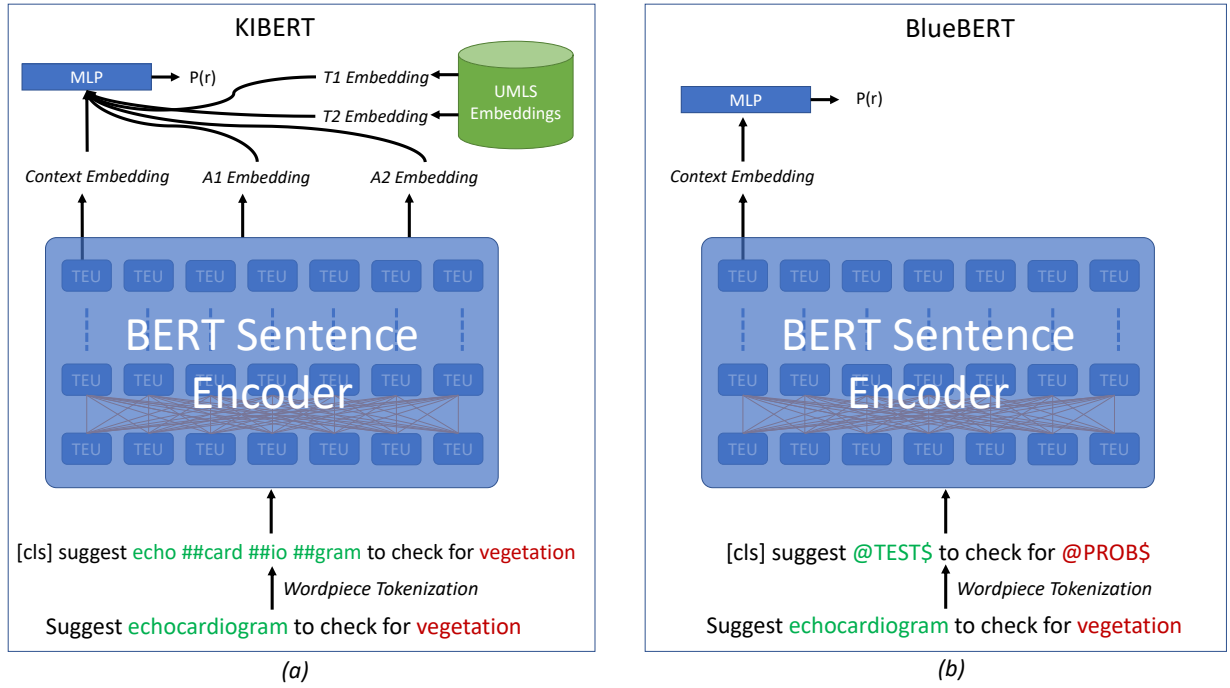 KIBERT
MLP
P(r)
T1 Embedding
T2 Embedding
UMLS
Embeddings
Context Embedding
A1 Embedding
A2 Embedding
TEU TEU TEU TEU TEU TEU TEU
BERT Sentence
TEU TEU TEU TEU TEU TEU TEU
Encoder
TEU TEU TEU TEU TEU TEU TEU
[cls] suggest echo ##card ##io ##gram to check for vegetation
Wordpiece Tokenization
Suggest echocardiogram to check for vegetation
(a)
BlueBERT
MLP
P(r)
Context Embedding
TEU TEU TEU TEU TEU TEU TEU
BERT Sentence
TEU TEU TEU TEU TEU TEU TEU
Encoder
TEU TEU TEU TEU TEU TEU TEU
[cls] suggest @TEST$ to check for @PROB$
Wordpiece Tokenization
Suggest echocardiogram to check for vegetation
(b)